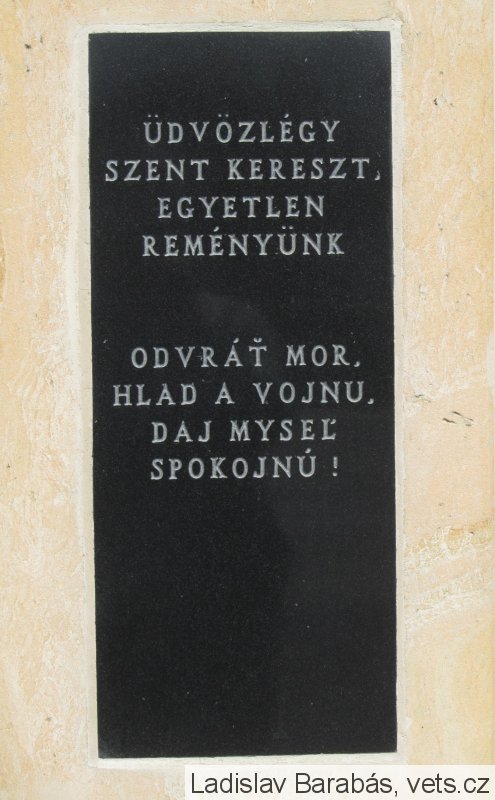 ÜDVÖZLÉGY
SZENT KERESZT,
EGYETLEN
REMÉNYÜNK
ODVRÁŤ MOR,
HLAD A VOJNU,
DAJ MYSEĽ
SPOKOJNÚ !
Ladislav Barabás, vets.cz